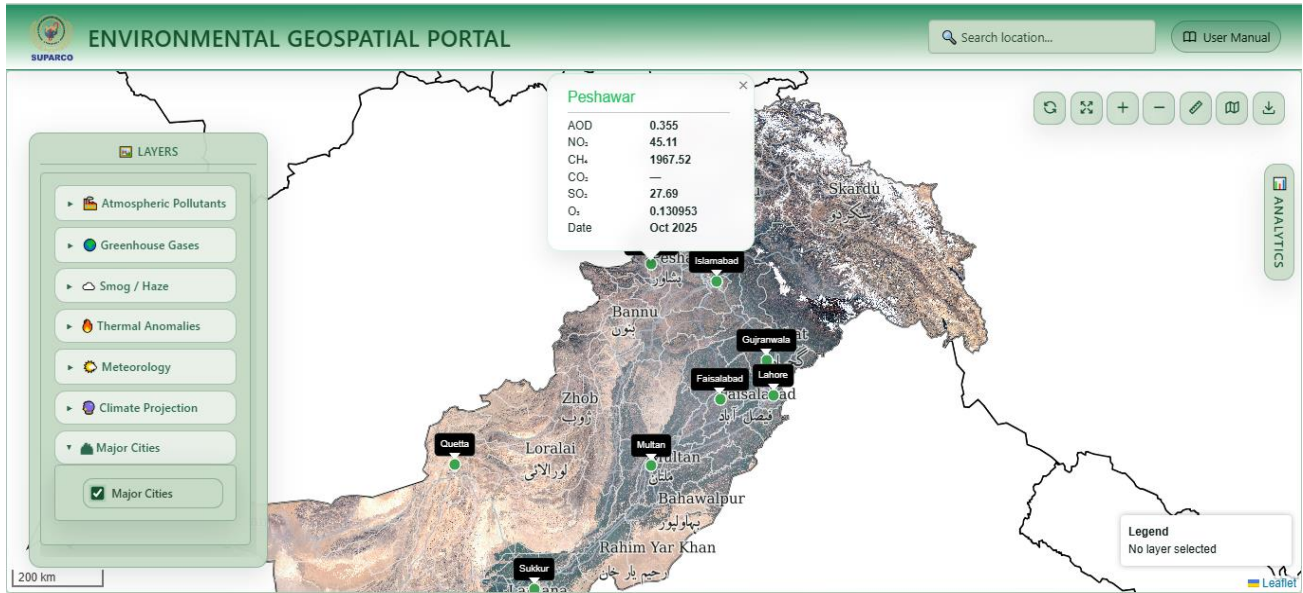 SUPARCO
ENVIRONMENTAL GEOSPATIAL PORTAL
Search location...
User Manual
LAYERS
Atmospheric Pollutants
Greenhouse Gases
Smog / Haze
Thermal Anomalies
Meteorology
Climate Projection
Major Cities
Major Cities
Peshawar
AOD 0.355
NO₂ 45.11
CH₄ 1967.52
CO₂ —
SO₂ 27.69
O₃ 0.130953
Date Oct 2025
ANALYTICS
Skardu
سکردو
Islamabad
پشاور
Bannu
بنوں
Gujranwala
Lahore
Faisalabad
فیصل آباد
Zhob
ژوب
Quetta
Loralai
لورالائی
Multan
ملتان
Bahawalpur
بہاولپور
Rahim Yar Khan
رحیم یار خان
Sukkur
Legend
No layer selected
200 km
Leaflet